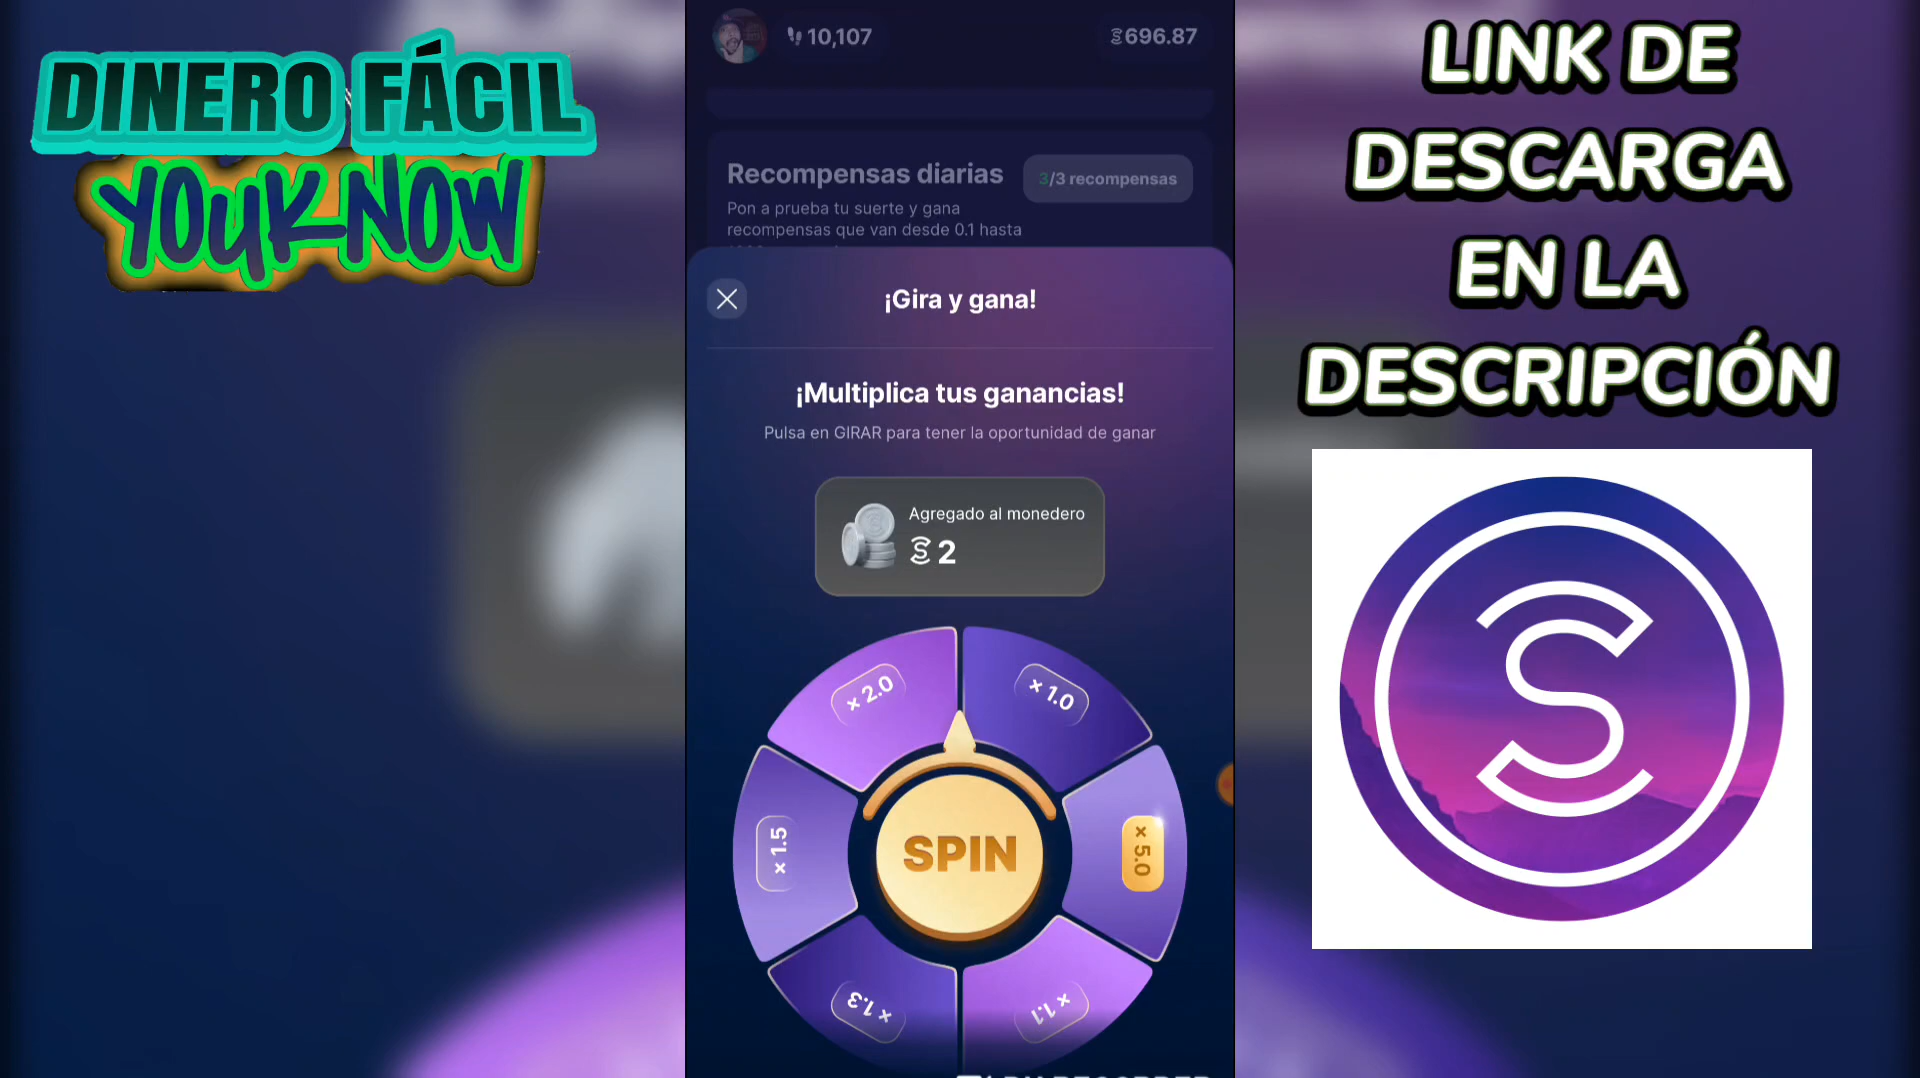 DINERO FÁCIL
YOUKNOW
10,107
696.87
Recompensas diarias
3/3 recompensas
Pon a prueba tu suerte y gana
recompensas que van desde 0.1 hasta
¡Gira y gana!
¡Multiplica tus ganancias!
Pulsa en GIRAR para tener la oportunidad de ganar
Agregado al monedero
S 2
× 2.0
× 1.0
× 1.5
SPIN
× 5.0
× 1.3
× 1.1
LINK DE
DESCARGA
EN LA
DESCRIPCIÓN
S